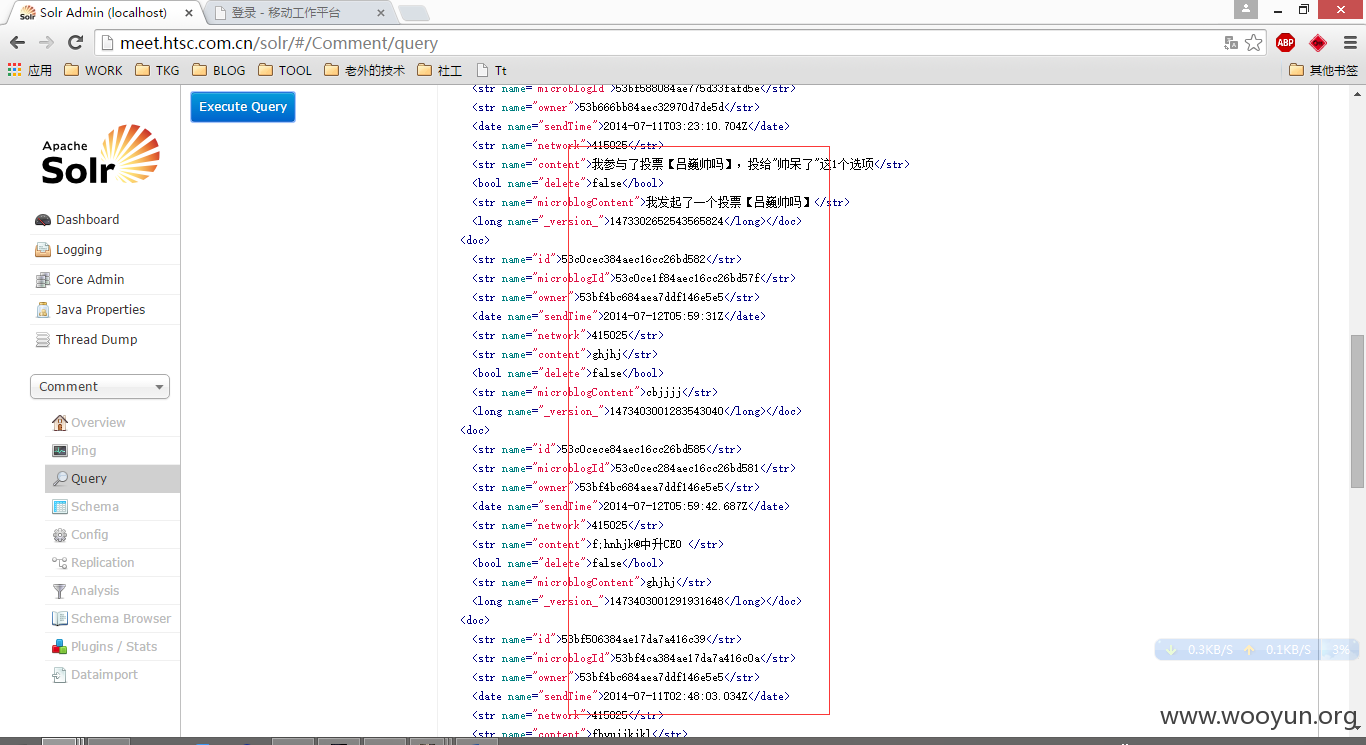 Solr Admin (localhost)
登录 - 移动工作平台
meet.htsc.com.cn/solr/#/Comment/query
ABP
应用 WORK TKG BLOG TOOL 老外的技术 社工 Tt 其他书签
Execute Query
Apache
Solr
Dashboard
Logging
Core Admin
Java Properties
Thread Dump
Comment
Overview
Ping
Query
Schema
Config
Replication
Analysis
Schema Browser
Plugins / Stats
Dataimport
<str name="microblogId">53bf588084ae775d33fafd5e</str>
<str name="owner">53b666bb84aec32970d7de5d</str>
<date name="sendTime">2014-07-11T03:23:10.704Z</date>
<str name="network">415025</str>
<str name="content">我参与了投票【吕巍帅吗】，投给"帅呆了"这1个选项</str>
<bool name="delete">false</bool>
<str name="microblogContent">我发起了一个投票【吕巍帅吗】</str>
<long name="_version_">1473302652543565824</long></doc>
<doc>
<str name="id">53c0cec384aec16cc26bd582</str>
<str name="microblogId">53c0ce1f84aec16cc26bd57f</str>
<str name="owner">53bf4bc684aea7ddf146e5e5</str>
<date name="sendTime">2014-07-12T05:59:31Z</date>
<str name="network">415025</str>
<str name="content">ghjhj</str>
<bool name="delete">false</bool>
<str name="microblogContent">cbjjjj</str>
<long name="_version_">1473403001283543040</long></doc>
<doc>
<str name="id">53c0cece84aec16cc26bd585</str>
<str name="microblogId">53c0cec284aec16cc26bd581</str>
<str name="owner">53bf4bc684aea7ddf146e5e5</str>
<date name="sendTime">2014-07-12T05:59:42.687Z</date>
<str name="network">415025</str>
<str name="content">f;hnhjk@中升CEO </str>
<bool name="delete">false</bool>
<str name="microblogContent">ghjhj</str>
<long name="_version_">1473403001291931648</long></doc>
<doc>
<str name="id">53bf506384ae17da7a416c39</str>
<str name="microblogId">53bf4ca384ae17da7a416c0a</str>
<str name="owner">53bf4bc684aea7ddf146e5e5</str>
<date name="sendTime">2014-07-11T02:48:03.034Z</date>
<str name="network">415025</str>
<str name="content">fhyuijkjkl</str>
0.3KB/S 0.1KB/S 3%
www.wooyun.org